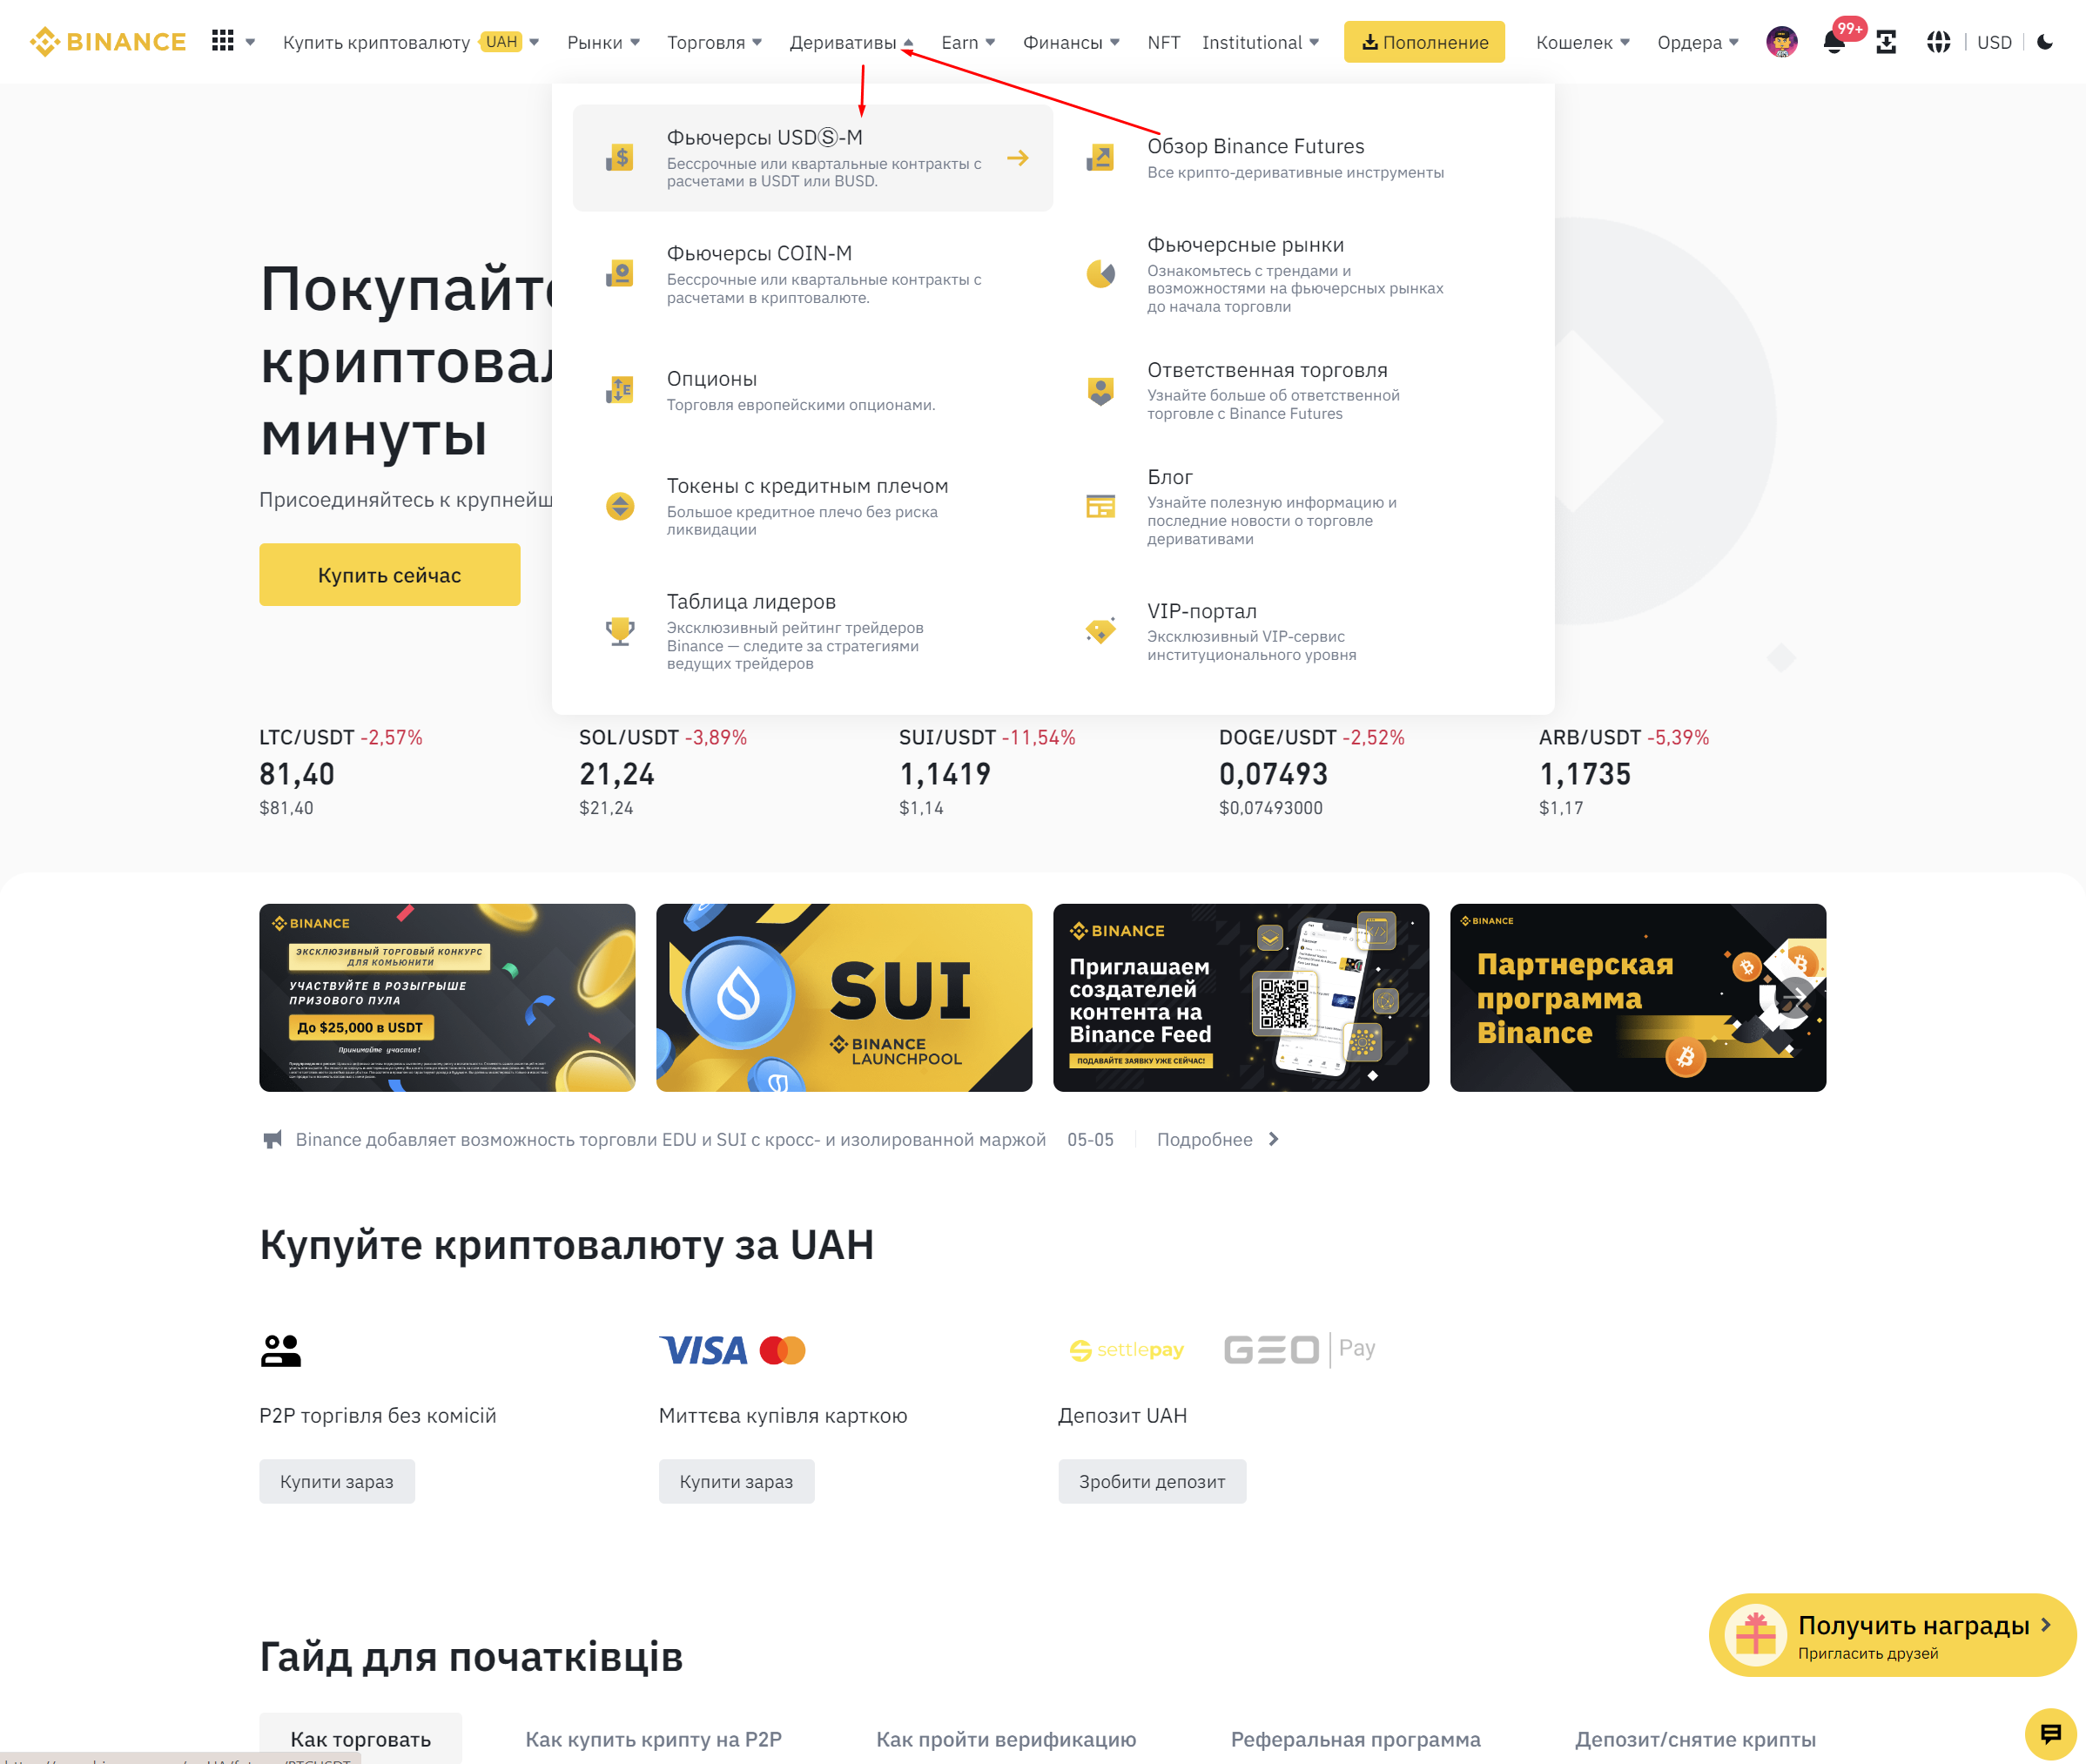 BINANCE
Купить криптовалюту UAH
Рынки
Торговля
Деривативы
Earn
Финансы
NFT
Institutional
Пополнение
Кошелек
Ордера
99+
USD
Фьючерсы USDⓈ-M
Бессрочные или квартальные контракты с
расчетами в USDT или BUSD.
Фьючерсы COIN-M
Бессрочные или квартальные контракты с
расчетами в криптовалюте.
Опционы
Торговля европейскими опционами.
Токены с кредитным плечом
Большое кредитное плечо без риска
ликвидации
Таблица лидеров
Эксклюзивный рейтинг трейдеров
Binance — следите за стратегиями
ведущих трейдеров
Обзор Binance Futures
Все крипто-деривативные инструменты
Фьючерсные рынки
Ознакомьтесь с трендами и
возможностями на фьючерсных рынках
до начала торговли
Ответственная торговля
Узнайте больше об ответственной
торговле с Binance Futures
Блог
Узнайте полезную информацию и
последние новости о торговле
деривативами
VIP-портал
Эксклюзивный VIP-сервис
институционального уровня
Покупайте
криптовал
минуты
Присоединяйтесь к крупнейш
Купить сейчас
LTC/USDT -2,57%
81,40
$81,40
SOL/USDT -3,89%
21,24
$21,24
SUI/USDT -11,54%
1,1419
$1,14
DOGE/USDT -2,52%
0,07493
$0,07493000
ARB/USDT -5,39%
1,1735
$1,17
BINANCE
ЭКСКЛЮЗИВНЫЙ ТОРГОВЫЙ КОНКУРС
ДЛЯ КОМЬЮНИТИ
УЧАСТВУЙТЕ В РОЗЫГРЫШЕ
ПРИЗОВОГО ПУЛА
До $25,000 в USDT
Принимайте участие!
SUI
BINANCE
LAUNCHPOOL
BINANCE
Приглашаем
создателей
контента на
Binance Feed
ПОДАВАЙТЕ ЗАЯВКУ УЖЕ СЕЙЧАС!
BINANCE
Партнерская
программа
Binance
Binance добавляет возможность торговли EDU и SUI с кросс- и изолированной маржой 05-05 Подробнее
Купуйте криптовалюту за UAH
VISA
settlepay
GEO Pay
P2P торгівля без комісій
Миттєва купівля карткою
Депозит UAH
Купити зараз
Купити зараз
Зробити депозит
Гайд для початківців
Получить награды
Пригласить друзей
Как торговать
Как купить крипту на P2P
Как пройти верификацию
Реферальная программа
Депозит/снятие крипты